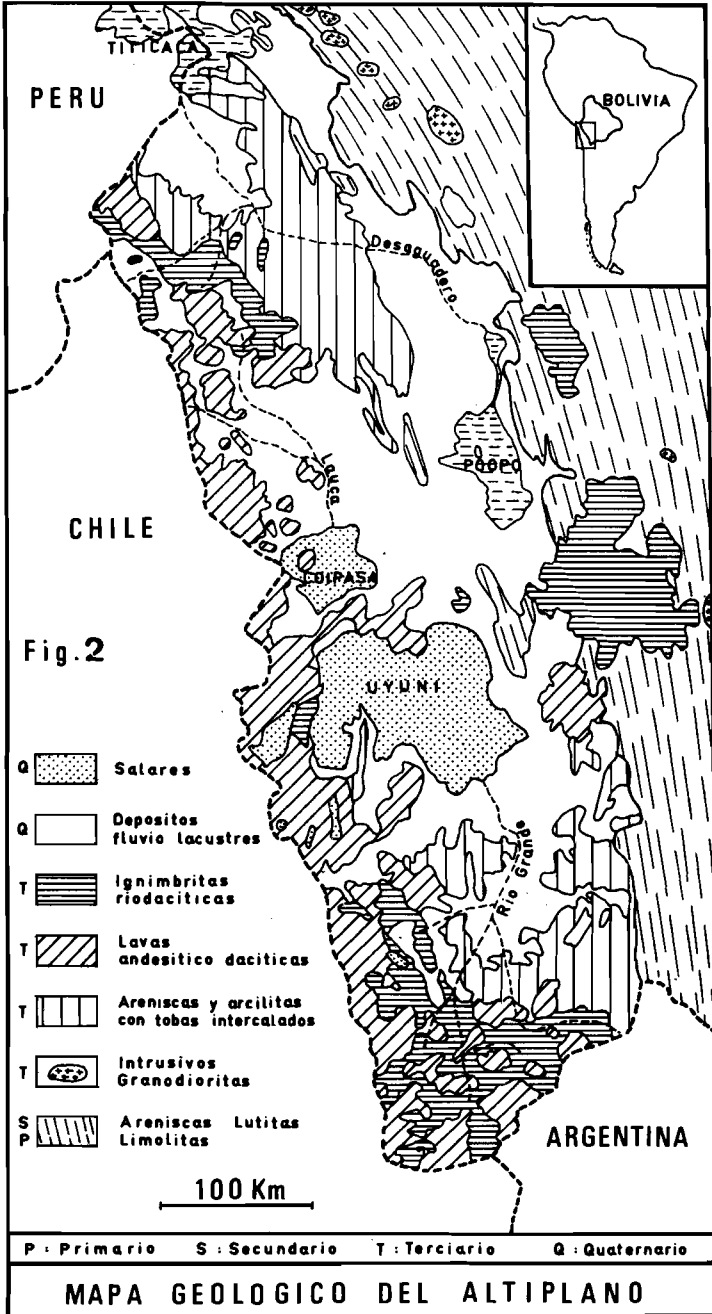 TITICACA
PERU
BOLIVIA
Desaguadero
POOPO
Lauca
CHILE
COIPASA
Fig. 2
UYUNI
Q Salares
Q Depositos
fluvio lacustres
Rio Grande
T Ignimbritas
riodaciticas
T Lavas
andesitico daciticas
T Areniscas y arcilitas
con tobas intercalados
T Intrusivos
Granodioritas
S P Areniscas Lutitas
Limolitas
ARGENTINA
100 Km
P : Primario S : Secundario T : Terciario Q : Quaternario
MAPA GEOLOGICO DEL ALTIPLANO